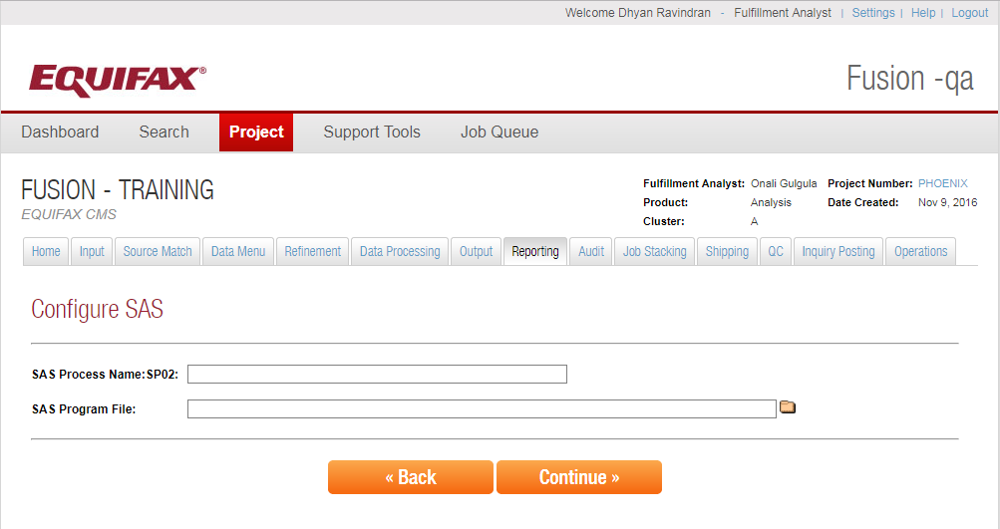 Welcome Dhyan Ravindran - Fulfillment Analyst | Settings | Help | Logout
EQUIFAX®
Fusion -qa
Dashboard Search Project Support Tools Job Queue
FUSION - TRAINING
EQUIFAX CMS
Fulfillment Analyst: Onali Gulgula Project Number: PHOENIX
Product: Analysis Date Created: Nov 9, 2016
Cluster: A
Home Input Source Match Data Menu Refinement Data Processing Output Reporting Audit Job Stacking Shipping QC Inquiry Posting Operations
Configure SAS
SAS Process Name:SP02:
SAS Program File:
« Back Continue »